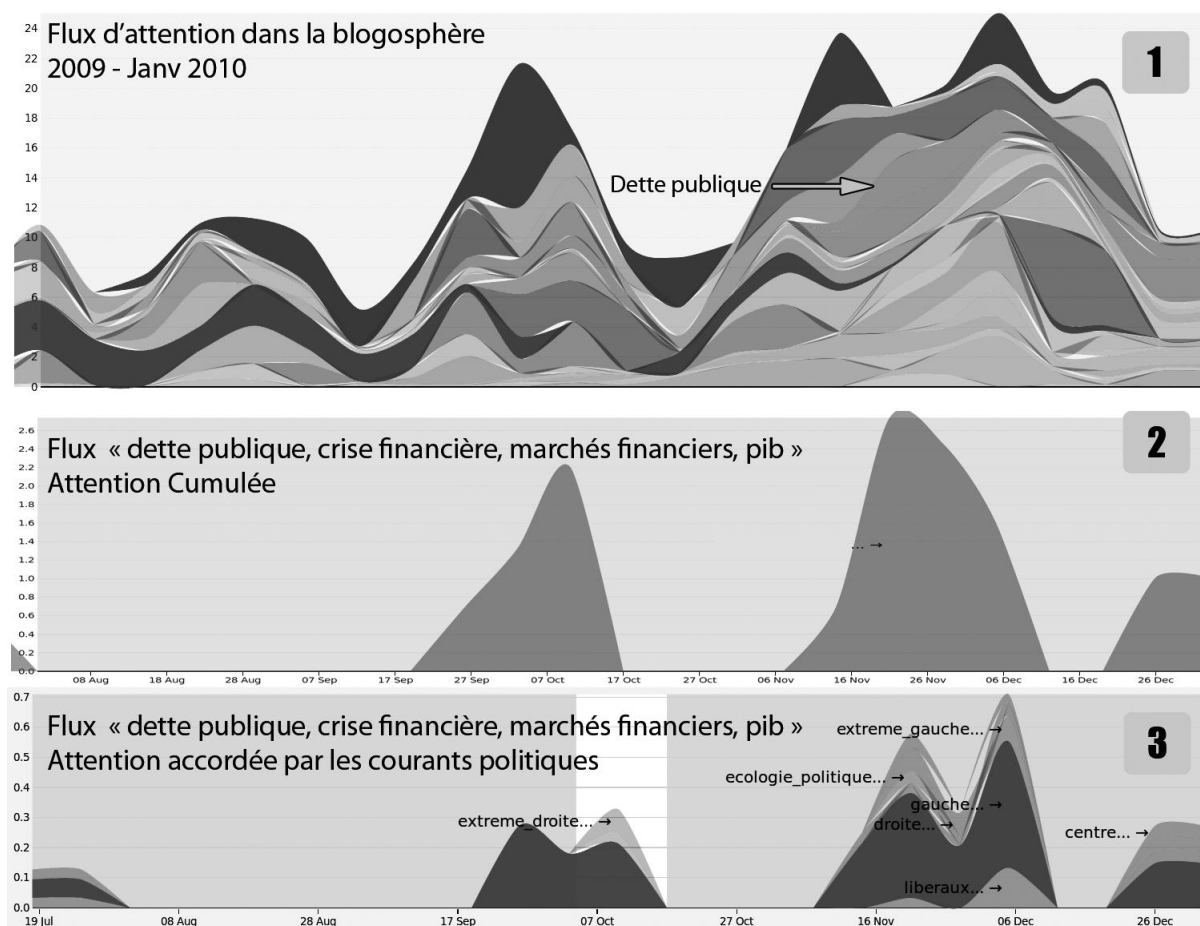 24
Flux d'attention dans la blogosphère
22
2009 - Janv 2010
1
20
18
16
14
Dette publique
12
10
8
6
4
2
0
2.6
Flux « dette publique, crise financière, marchés financiers, pib »
2
2.4
2.2
Attention Cumulée
2.0
1.8
1.6
1.4
... →
1.2
1.0
0.8
0.6
0.4
0.2
0.0
08 Aug 18 Aug 28 Aug 07 Sep 17 Sep 27 Sep 07 Oct 17 Oct 27 Oct 06 Nov 16 Nov 26 Nov 06 Dec 16 Dec 26 Dec
0.7
Flux « dette publique, crise financière, marchés financiers, pib »
extreme_gauche... →
3
0.6
Attention accordée par les courants politiques
ecologie_politique... →
0.5
0.4
gauche... →
extreme_droite... →
droite... →
0.3
centre... →
0.2
0.1
liberaux... →
0.0
19 Jul 08 Aug 28 Aug 17 Sep 07 Oct 27 Oct 16 Nov 06 Dec 26 Dec